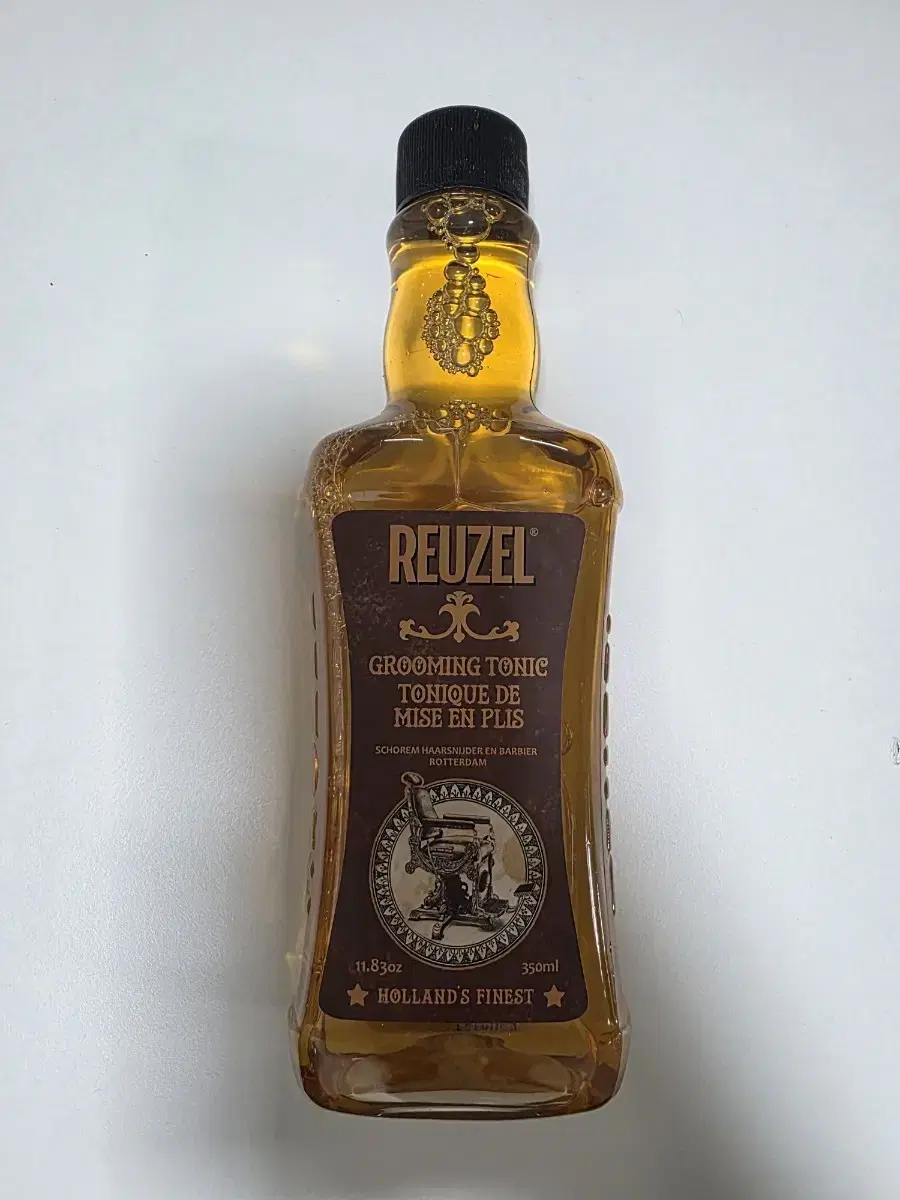 REUZEL®
GROOMING TONIC
TONIQUE DE
MISE EN PLIS
SCHOREM HAARSNIJDER EN BARBIER
ROTTERDAM
11.83oz 350ml
HOLLAND'S FINEST